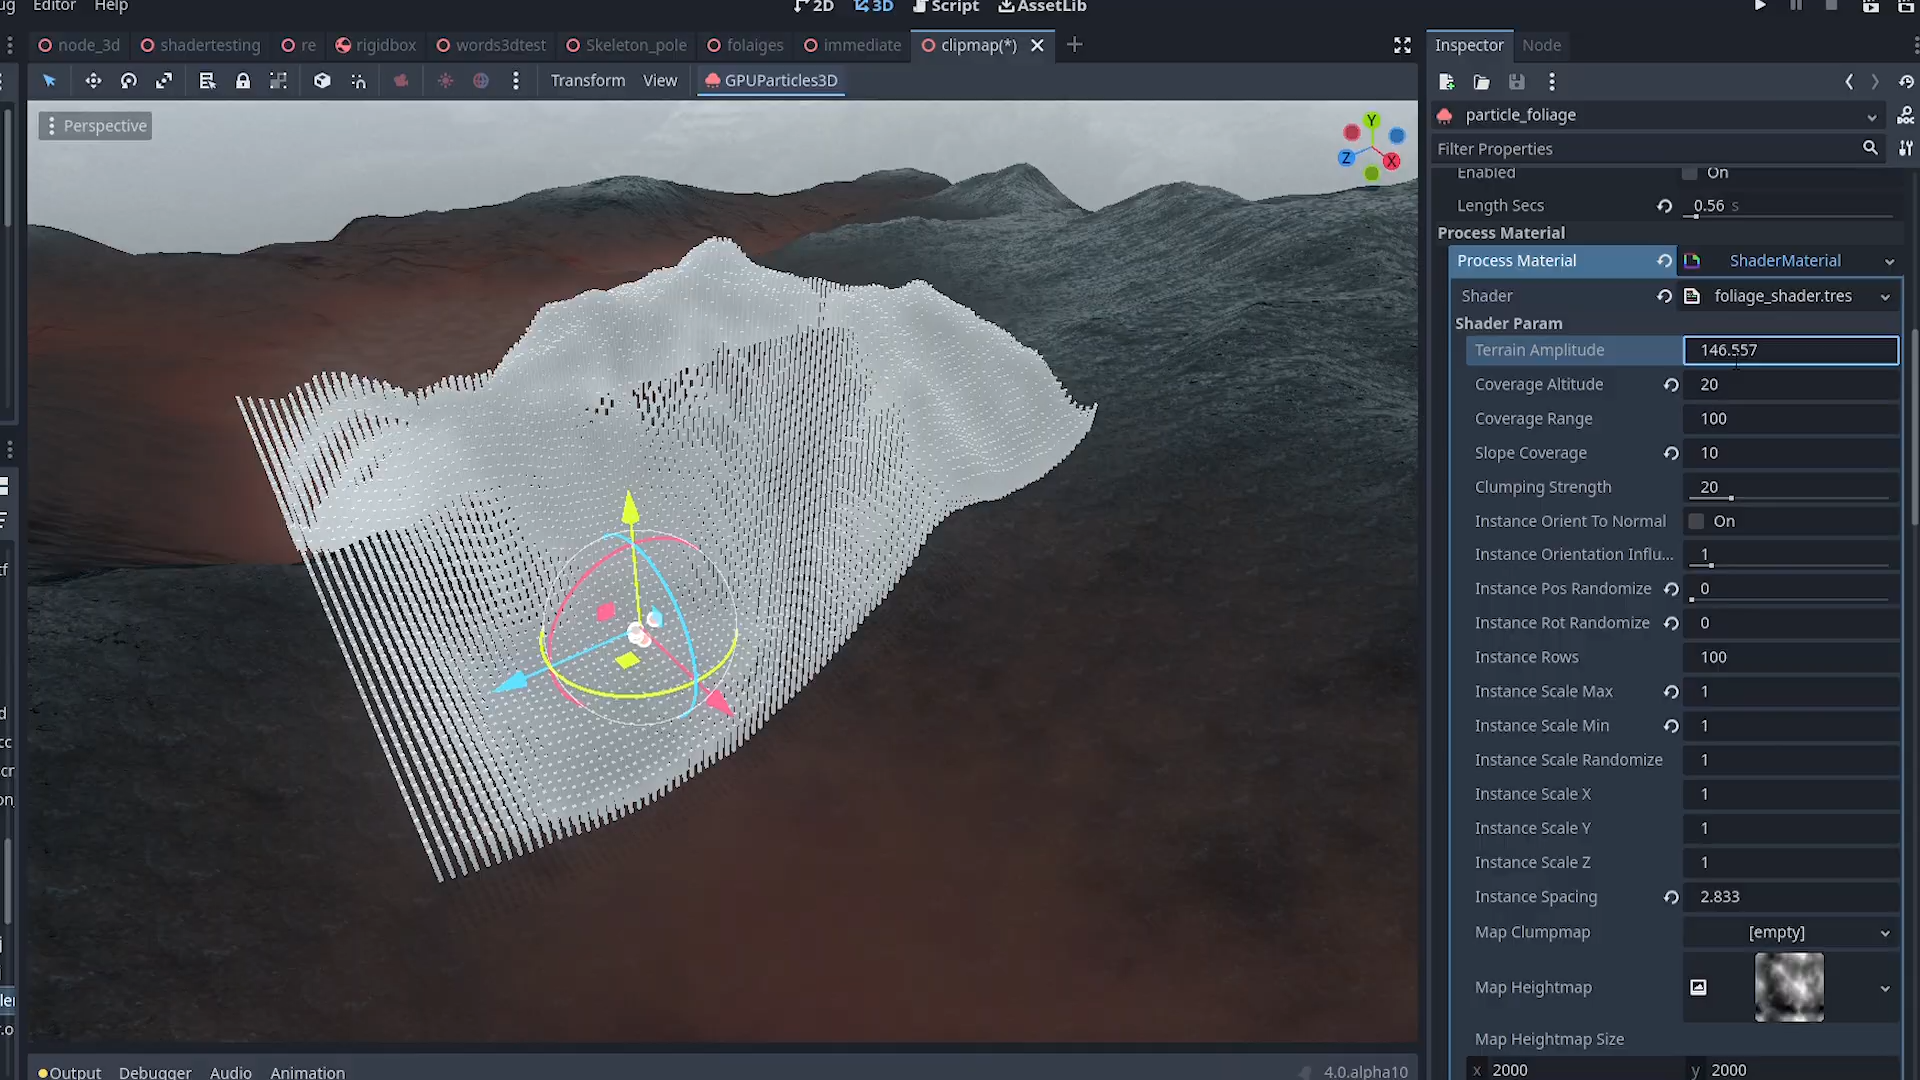 ug Editor Help
2D 3D Script AssetLib
node_3d shadertesting re rigidbox words3dtest Skeleton_pole folaiges immediate clipmap(*)
Inspector Node
Transform View GPUParticles3D
particle_foliage
Perspective
Y
Z X
Filter Properties
Enabled On
Length Secs 0.56 s
Process Material
Process Material ShaderMaterial
Shader foliage_shader.tres
Shader Param
Terrain Amplitude 146.557
Coverage Altitude 20
Coverage Range 100
Slope Coverage 10
Clumping Strength 20
Instance Orient To Normal On
Instance Orientation Influ... 1
Instance Pos Randomize 0
Instance Rot Randomize 0
Instance Rows 100
Instance Scale Max 1
Instance Scale Min 1
Instance Scale Randomize 1
Instance Scale X 1
Instance Scale Y 1
Instance Scale Z 1
Instance Spacing 2.833
Map Clumpmap [empty]
Map Heightmap
Map Heightmap Size
x 2000 y 2000
Output Debugger Audio Animation 4.0.alpha10